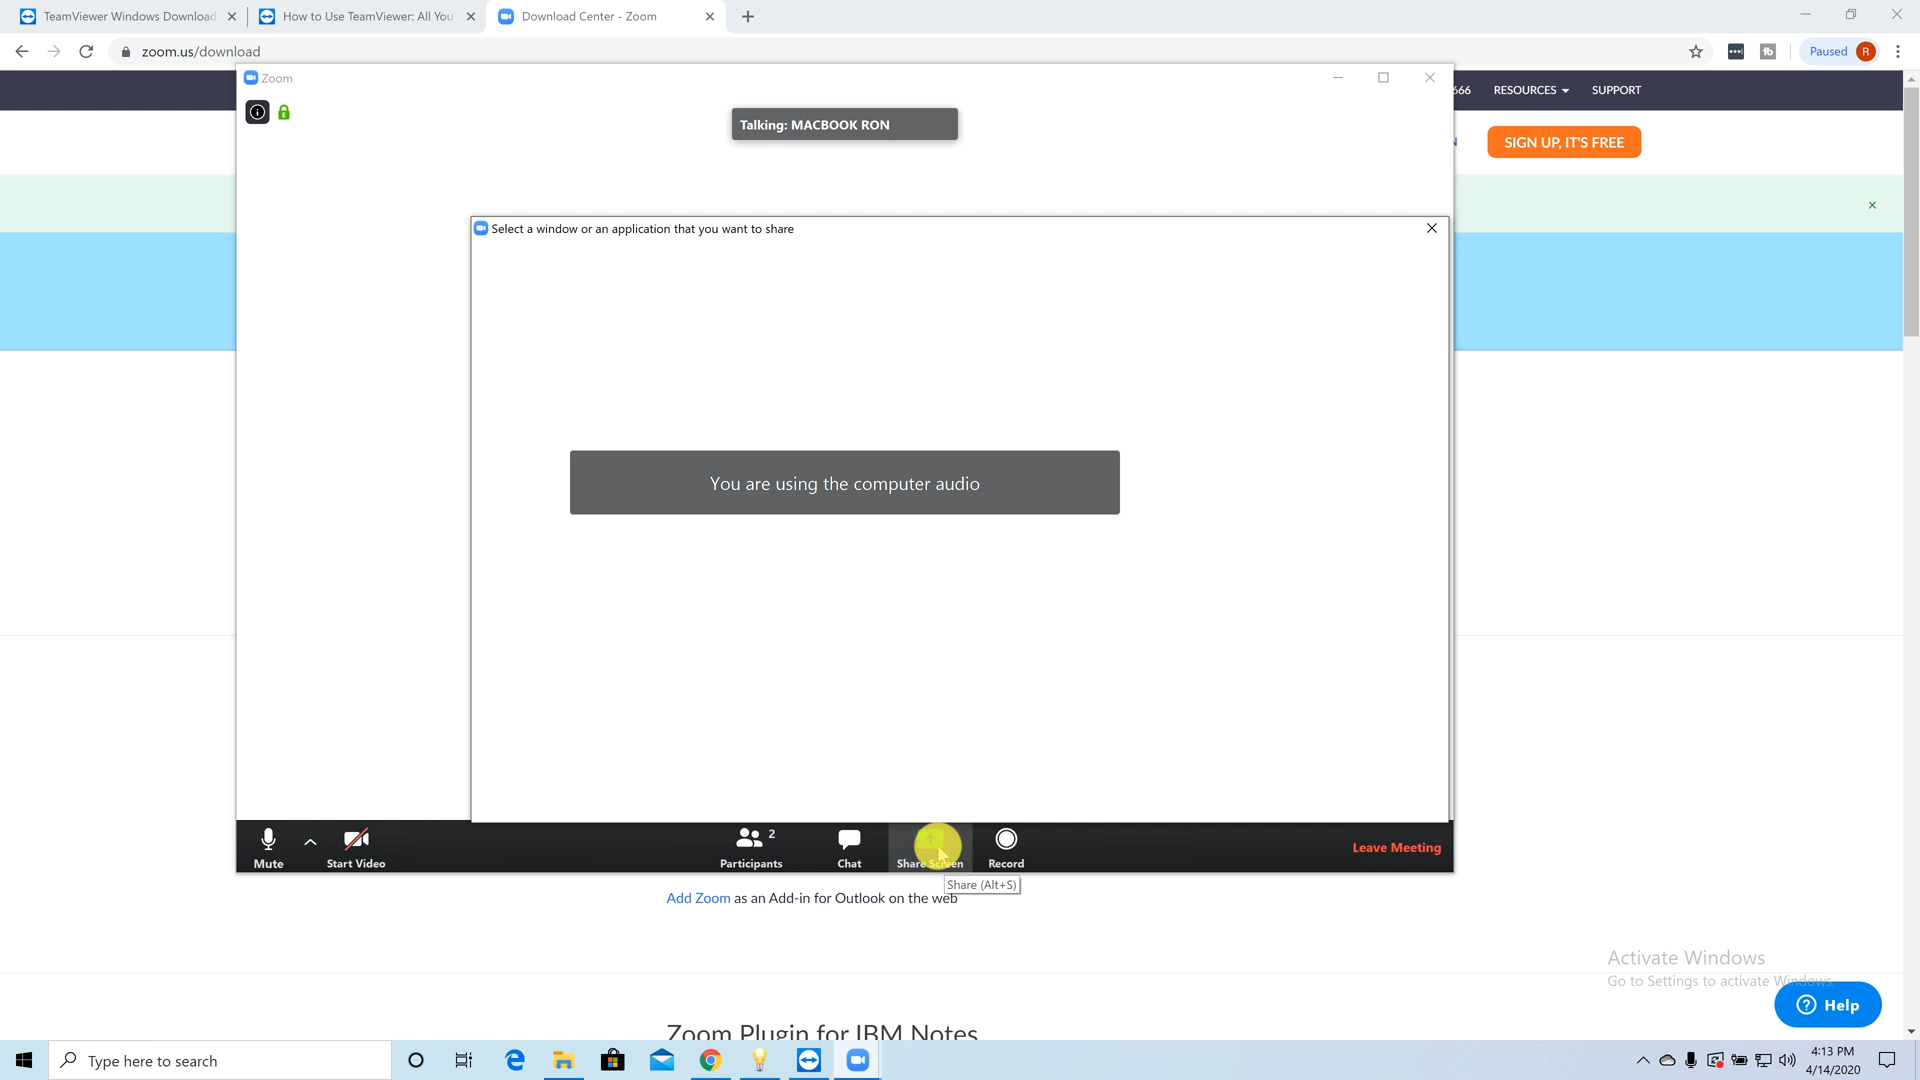 TeamViewer Windows Download
How to Use TeamViewer: All You
Download Center - Zoom
zoom.us/download
Paused
R
Zoom
666
RESOURCES
SUPPORT
Talking: MACBOOK RON
SIGN UP, IT'S FREE
Select a window or an application that you want to share
You are using the computer audio
Mute
Start Video
2
Participants
Chat
Share Screen
Record
Leave Meeting
Share (Alt+S)
Add Zoom as an Add-in for Outlook on the web
Activate Windows
Go to Settings to activate Windows.
Help
Zoom Plugin for IBM Notes
Type here to search
4:13 PM
4/14/2020